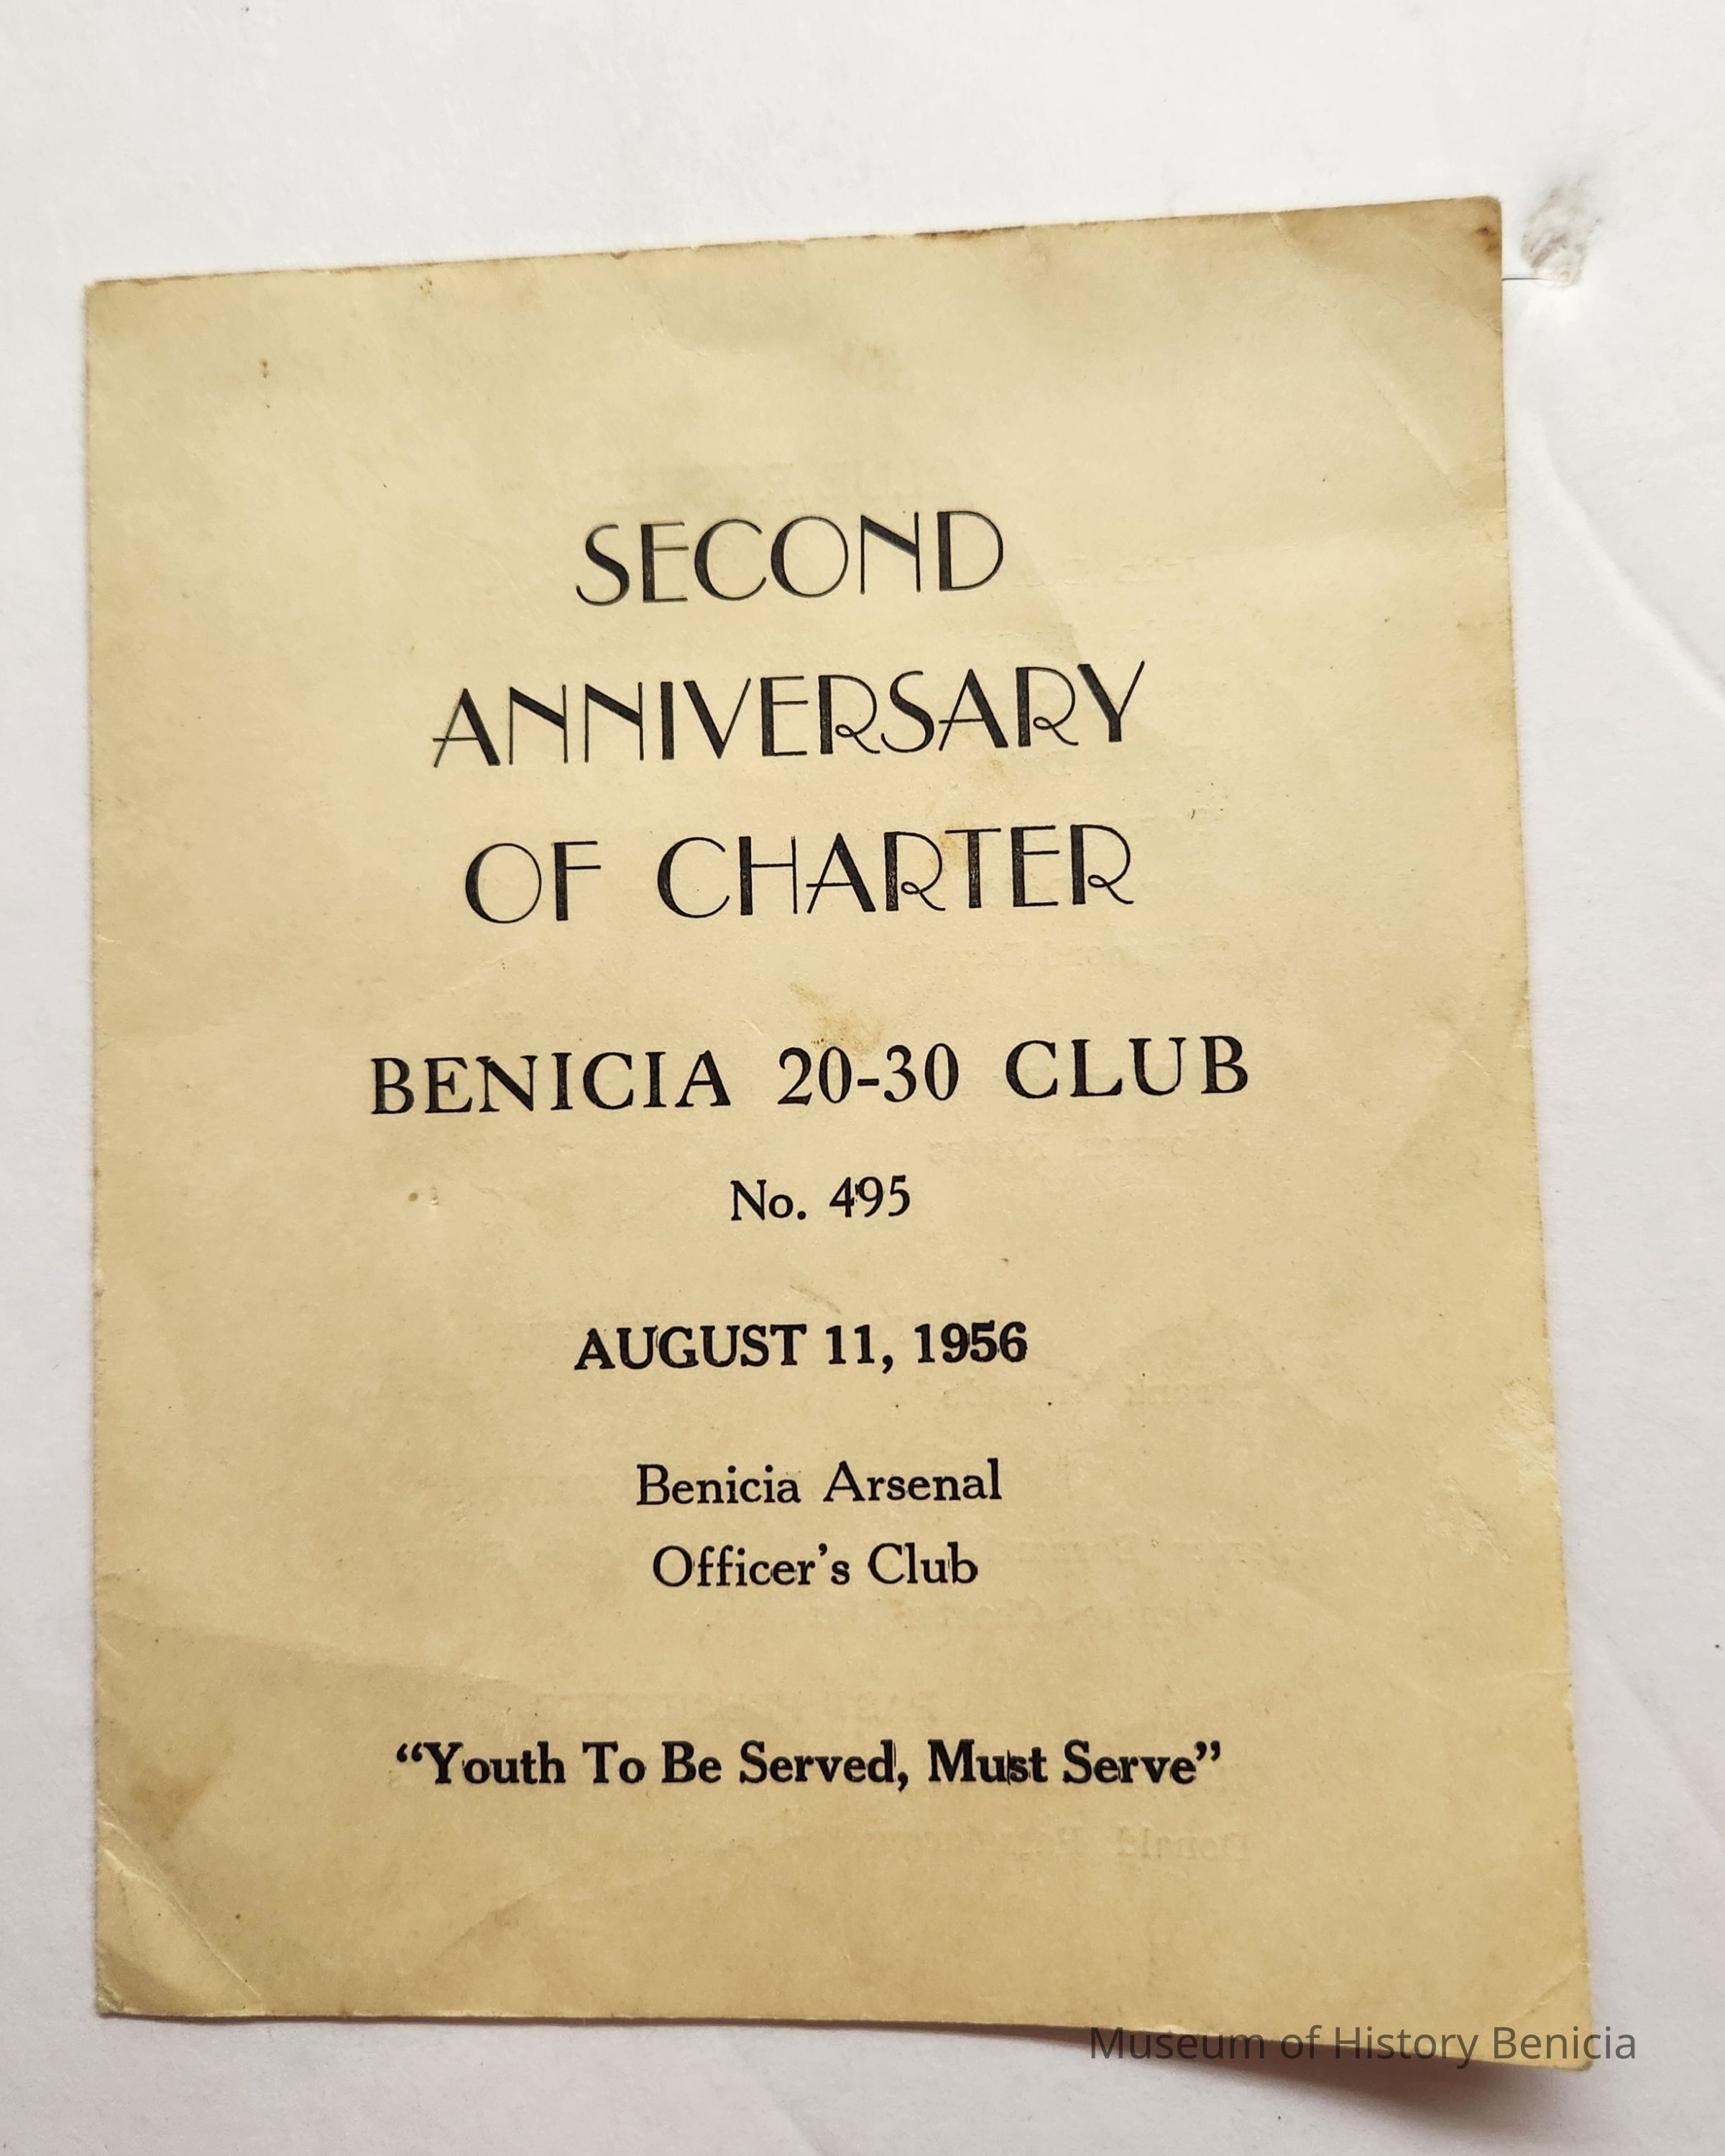 SECOND
ANNIVERSARY
OF CHARTER
BENICIA 20-30 CLUB
No. 495
AUGUST 11, 1956
Benicia Arsenal
Officer's Club
“Youth To Be Served, Must Serve”
Museum of History Benicia